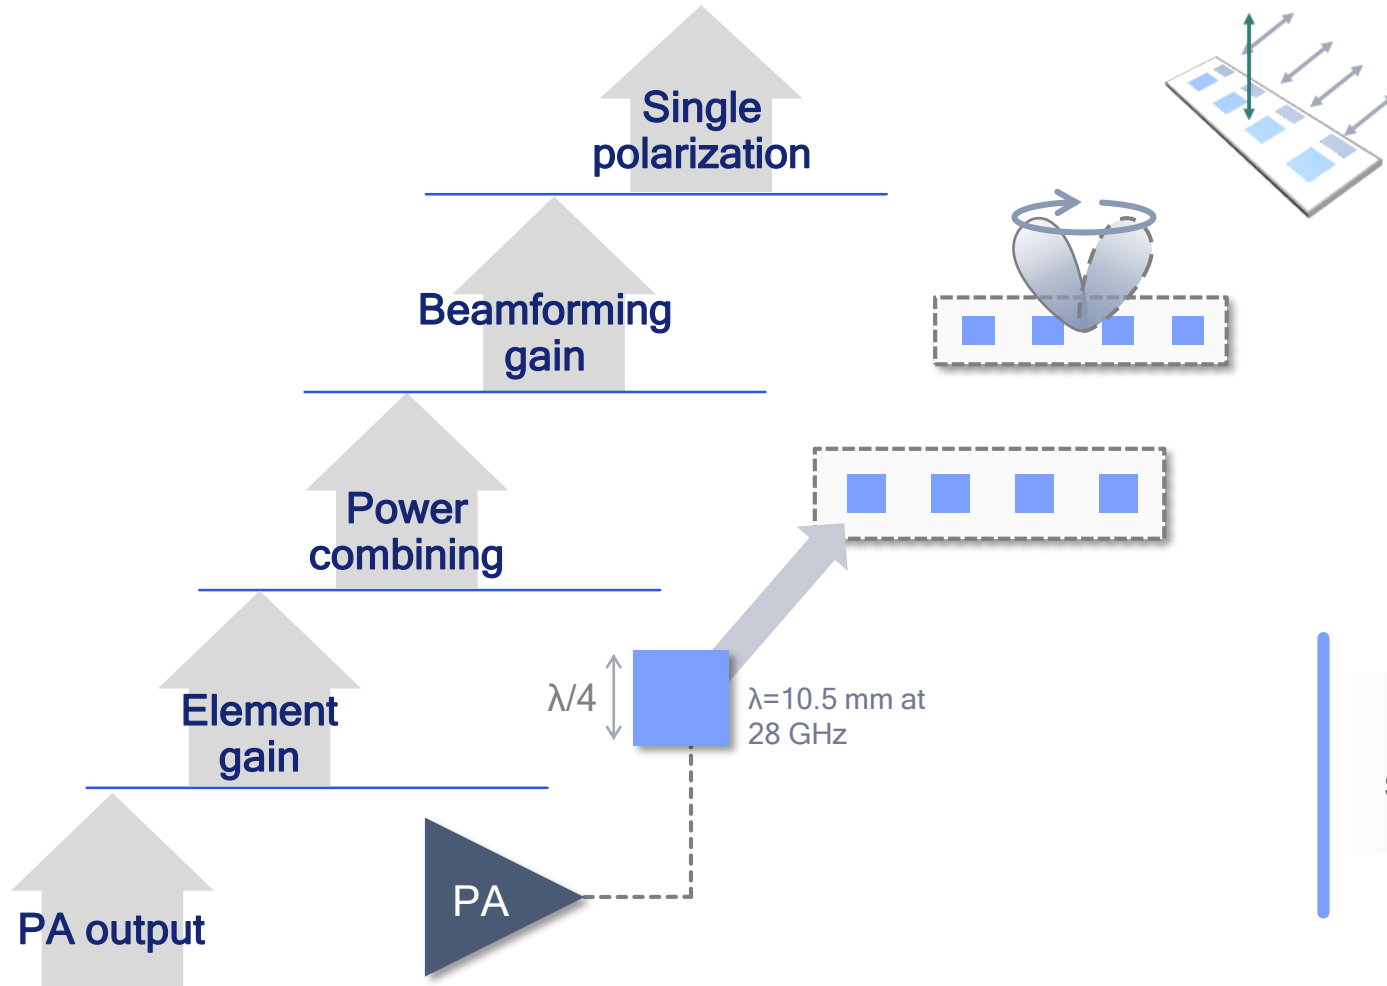 Single
polarization
Beamforming
gain
Power
combining
Element
gain
λ/4
λ=10.5 mm at
28 GHz
PA
PA output